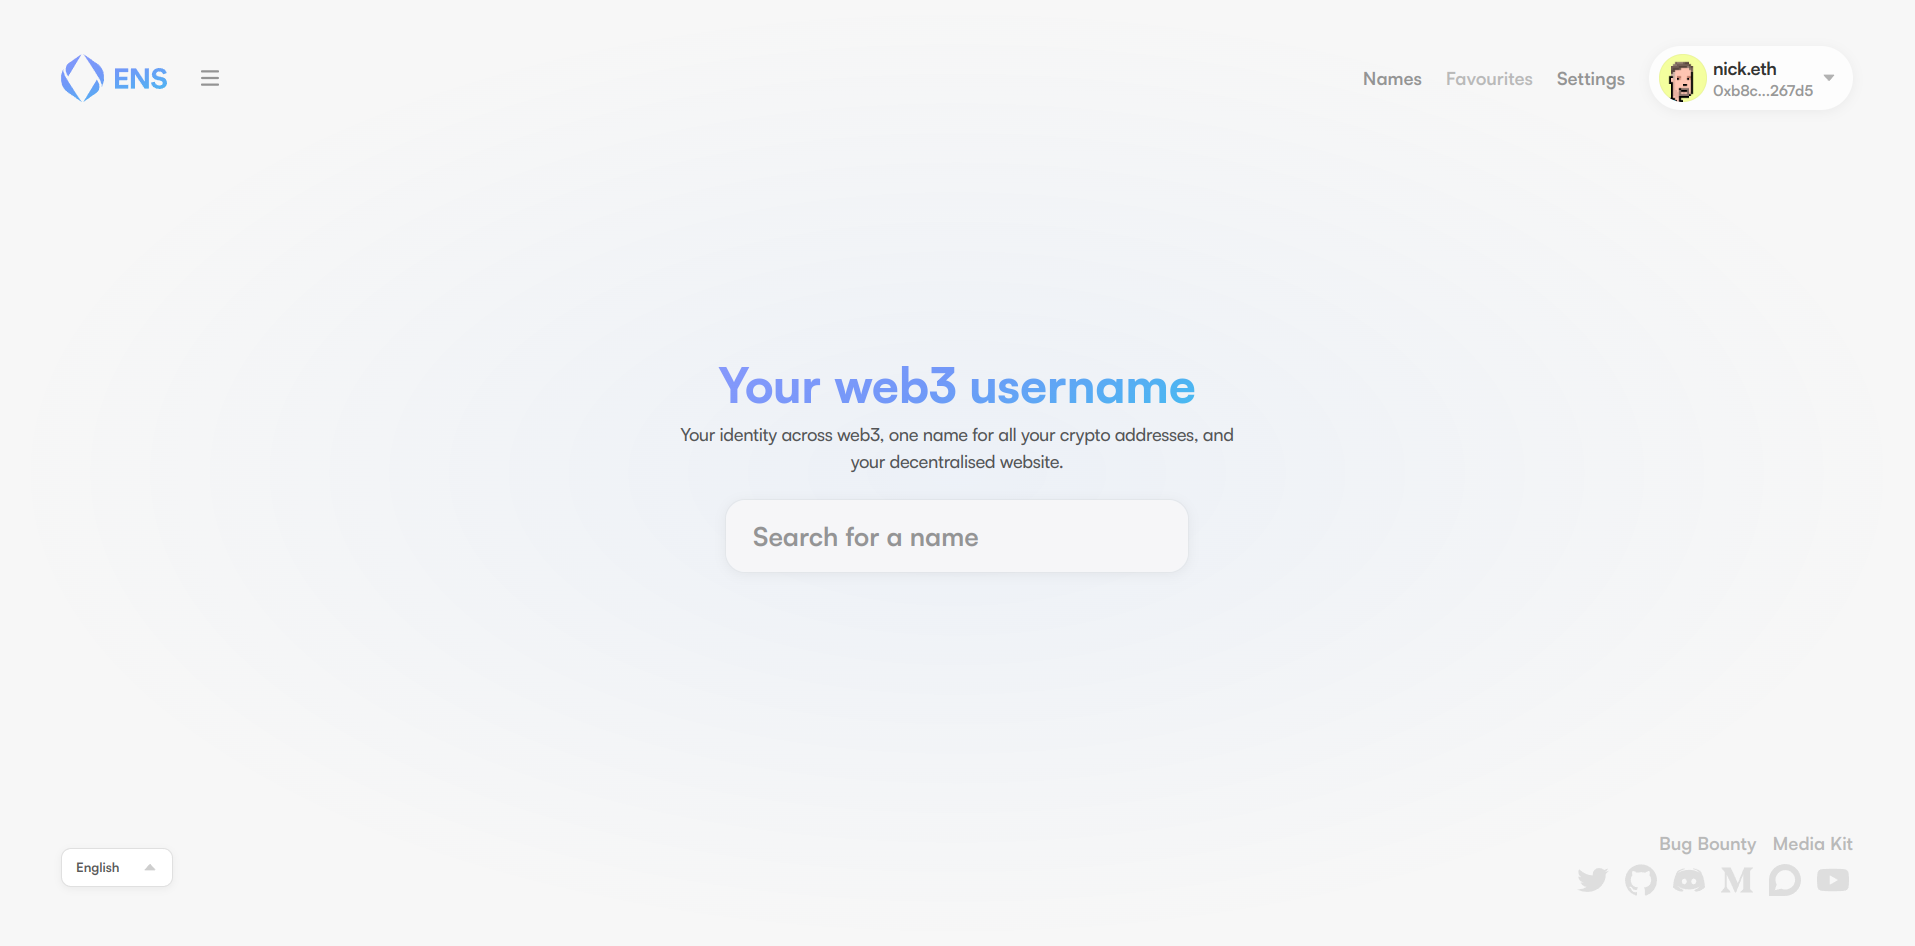 ENS
Names Favourites Settings
nick.eth
0xb8c...267d5
Your web3 username
Your identity across web3, one name for all your crypto addresses, and
your decentralised website.
Search for a name
English
Bug Bounty Media Kit